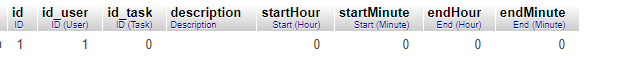 id id_user id_task description startHour startMinute endHour endMinute
ID ID (User) ID (Task) Description Start (Hour) Start (Minute) End (Hour) End (Minute)
1 1 0 0 0 0 0